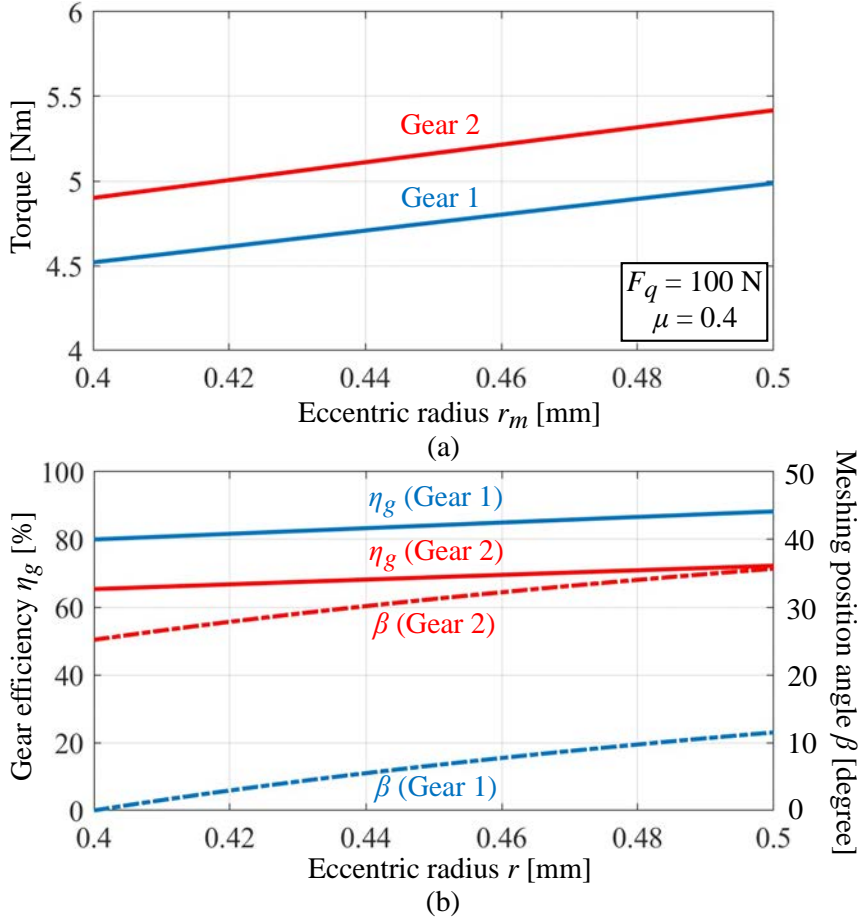 6
5.5
5
4.5
4
Torque [Nm]
Gear 2
Gear 1
F_q = 100 N
μ = 0.4
0.4 0.42 0.44 0.46 0.48 0.5
Eccentric radius r_m [mm]
(a)
100
80
60
40
20
0
Gear efficiency η_g [%]
η_g (Gear 1)
η_g (Gear 2)
β (Gear 2)
β (Gear 1)
50
40
30
20
10
0
Meshing position angle β [degree]
0.4 0.42 0.44 0.46 0.48 0.5
Eccentric radius r [mm]
(b)